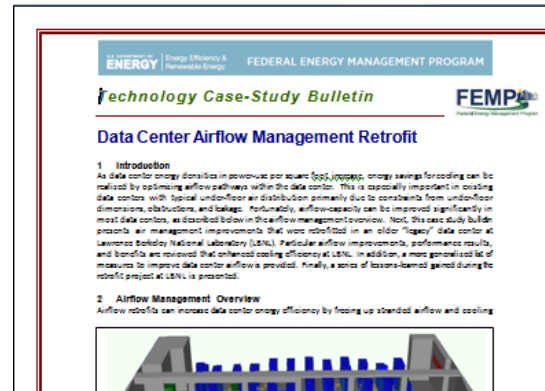 U.S. DEPARTMENT OF
ENERGY
Energy Efficiency &
Renewable Energy
FEDERAL ENERGY MANAGEMENT PROGRAM
Technology Case-Study Bulletin
FEMP
Federal Energy Management Program
Data Center Airflow Management Retrofit
1 Introduction
As data center energy densities in power-use per square foot increase, energy savings for cooling can be
realized by optimizing airflow pathways within the data center. This is especially important in existing
data centers with typical under-floor air distribution primarily due to constraints from under-floor
dimensions, obstructions, and leakage. Fortunately, airflow-capacity can be improved significantly in
most data centers, as described below in the airflow management overview. Next, this case study bulletin
presents air management improvements that were retrofitted in an older "legacy" data center at
Lawrence Berkeley National Laboratory (LBNL). Particular airflow improvements, performance results,
and benefits are reviewed that enhanced cooling efficiency at LBNL. In addition, a more generalized list of
measures to improve data center airflow is provided. Finally, a series of lessons-learned gained during the
retrofit project at LBNL is presented.
2 Airflow Management Overview
Airflow retrofits can increase data center energy efficiency by freeing up stranded airflow and cooling